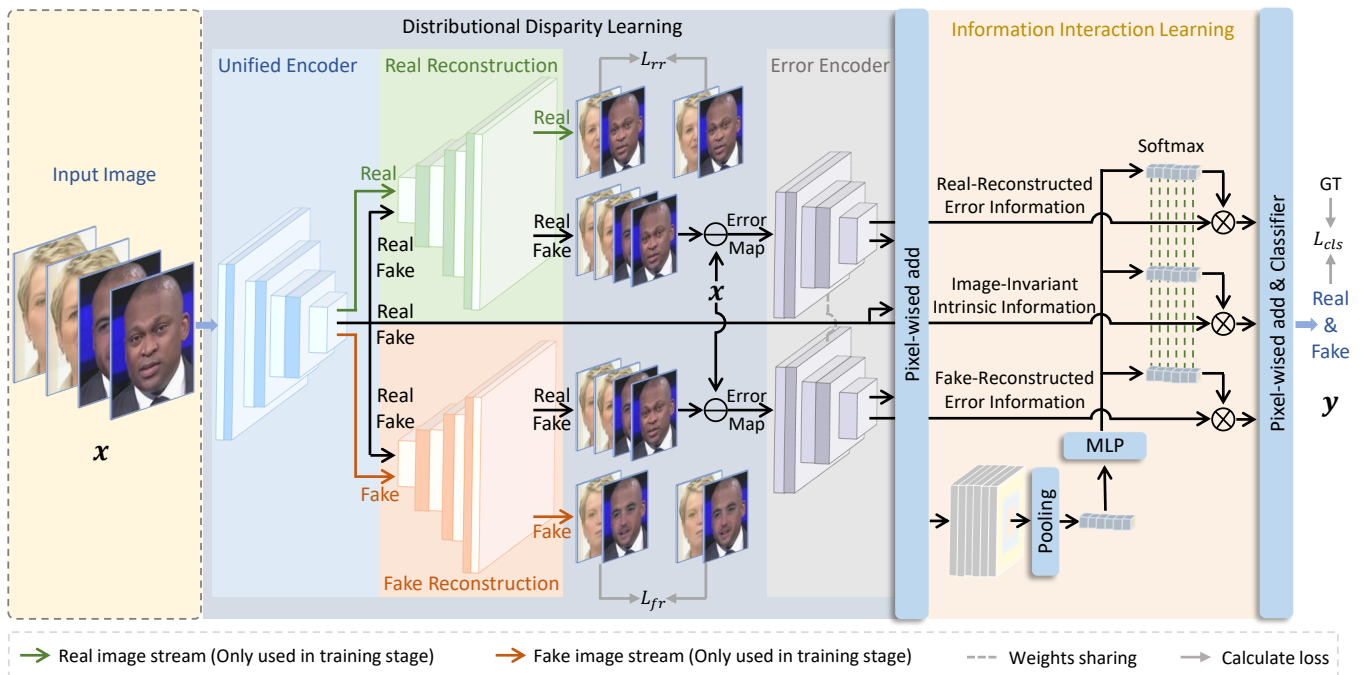 Distributional Disparity Learning
Information Interaction Learning
Unified Encoder
Real Reconstruction
L_rr
Error Encoder
Input Image
x
Real
Real
Fake
Real
Real
Fake
Error
Map
x
Real
Fake
Real
Fake
Fake
Real
Fake
Error
Map
Fake
Fake Reconstruction
L_fr
Pixel-wised add
Softmax
Real-Reconstructed
Error Information
Image-Invariant
Intrinsic Information
Fake-Reconstructed
Error Information
MLP
Pooling
Pixel-wised add & Classifier
GT
L_cls
Real
&
Fake
y
Real image stream (Only used in training stage)
Fake image stream (Only used in training stage)
Weights sharing
Calculate loss